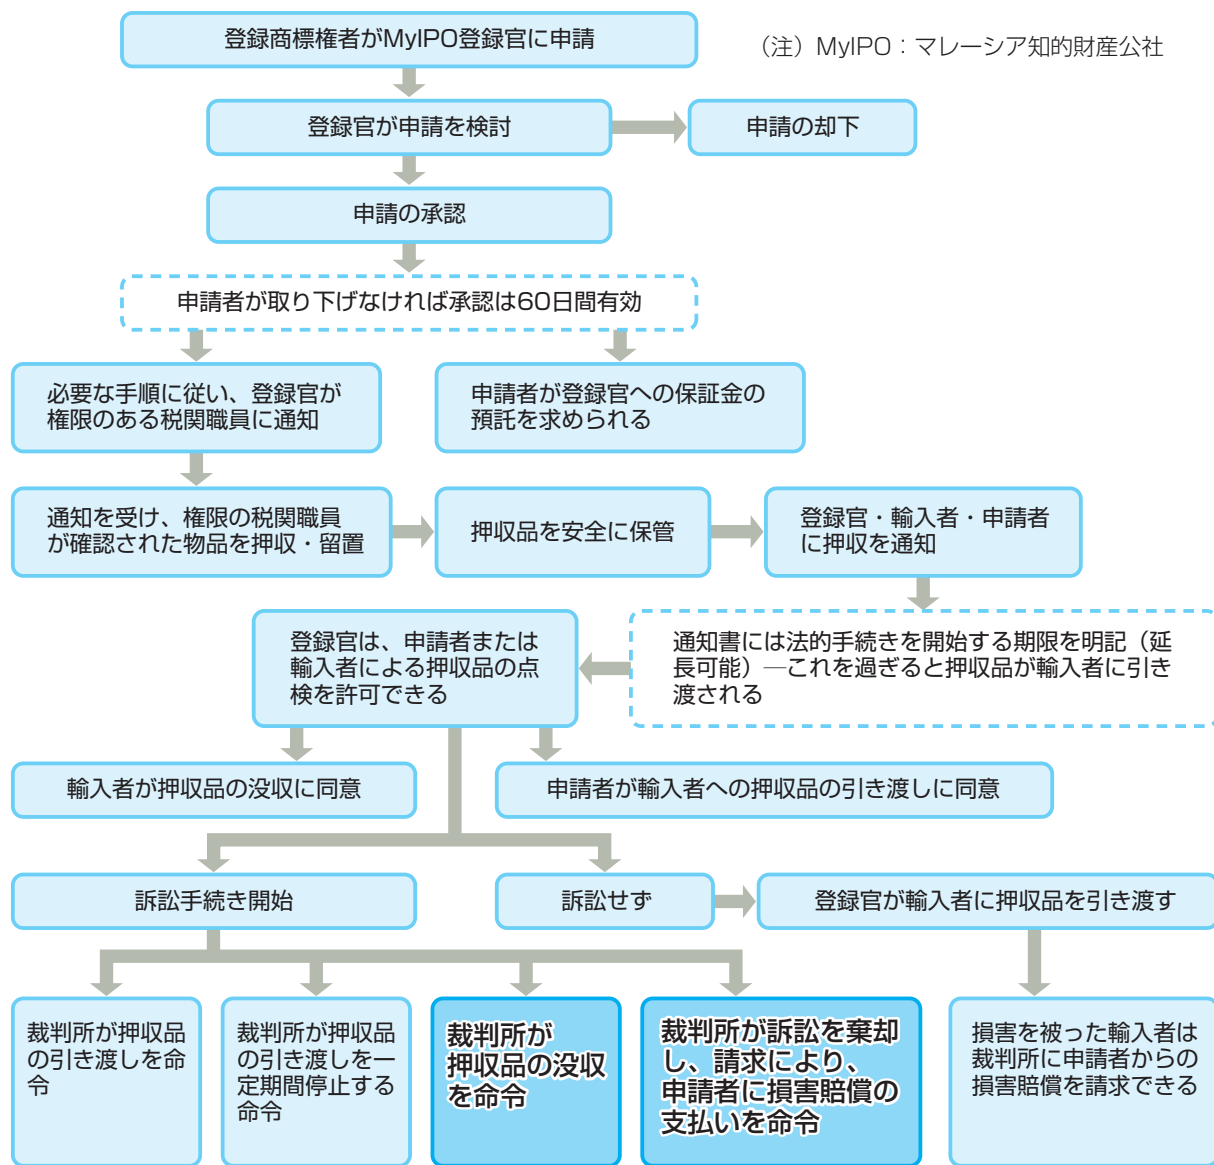 登録商標権者がMyIPO登録官に申請
（注）MyIPO：マレーシア知的財産公社
登録官が申請を検討
申請の却下
申請の承認
申請者が取り下げなければ承認は60日間有効
必要な手順に従い、登録官が
権限のある税関職員に通知
申請者が登録官への保証金の
預託を求められる
通知を受け、権限の税関職員
が確認された物品を押収・留置
押収品を安全に保管
登録官・輸入者・申請者
に押収を通知
登録官は、申請者または
輸入者による押収品の点
検を許可できる
通知書には法的手続きを開始する期限を明記（延
長可能）―これを過ぎると押収品が輸入者に引き
渡される
輸入者が押収品の没収に同意
申請者が輸入者への押収品の引き渡しに同意
訴訟手続き開始
訴訟せず
登録官が輸入者に押収品を引き渡す
裁判所が押収品
の引き渡しを命
令
裁判所が押収品
の引き渡しを一
定期間停止する
命令
裁判所が
押収品の没収
を命令
裁判所が訴訟を棄却
し、請求により、
申請者に損害賠償の
支払いを命令
損害を被った輸入者は
裁判所に申請者からの
損害賠償を請求できる